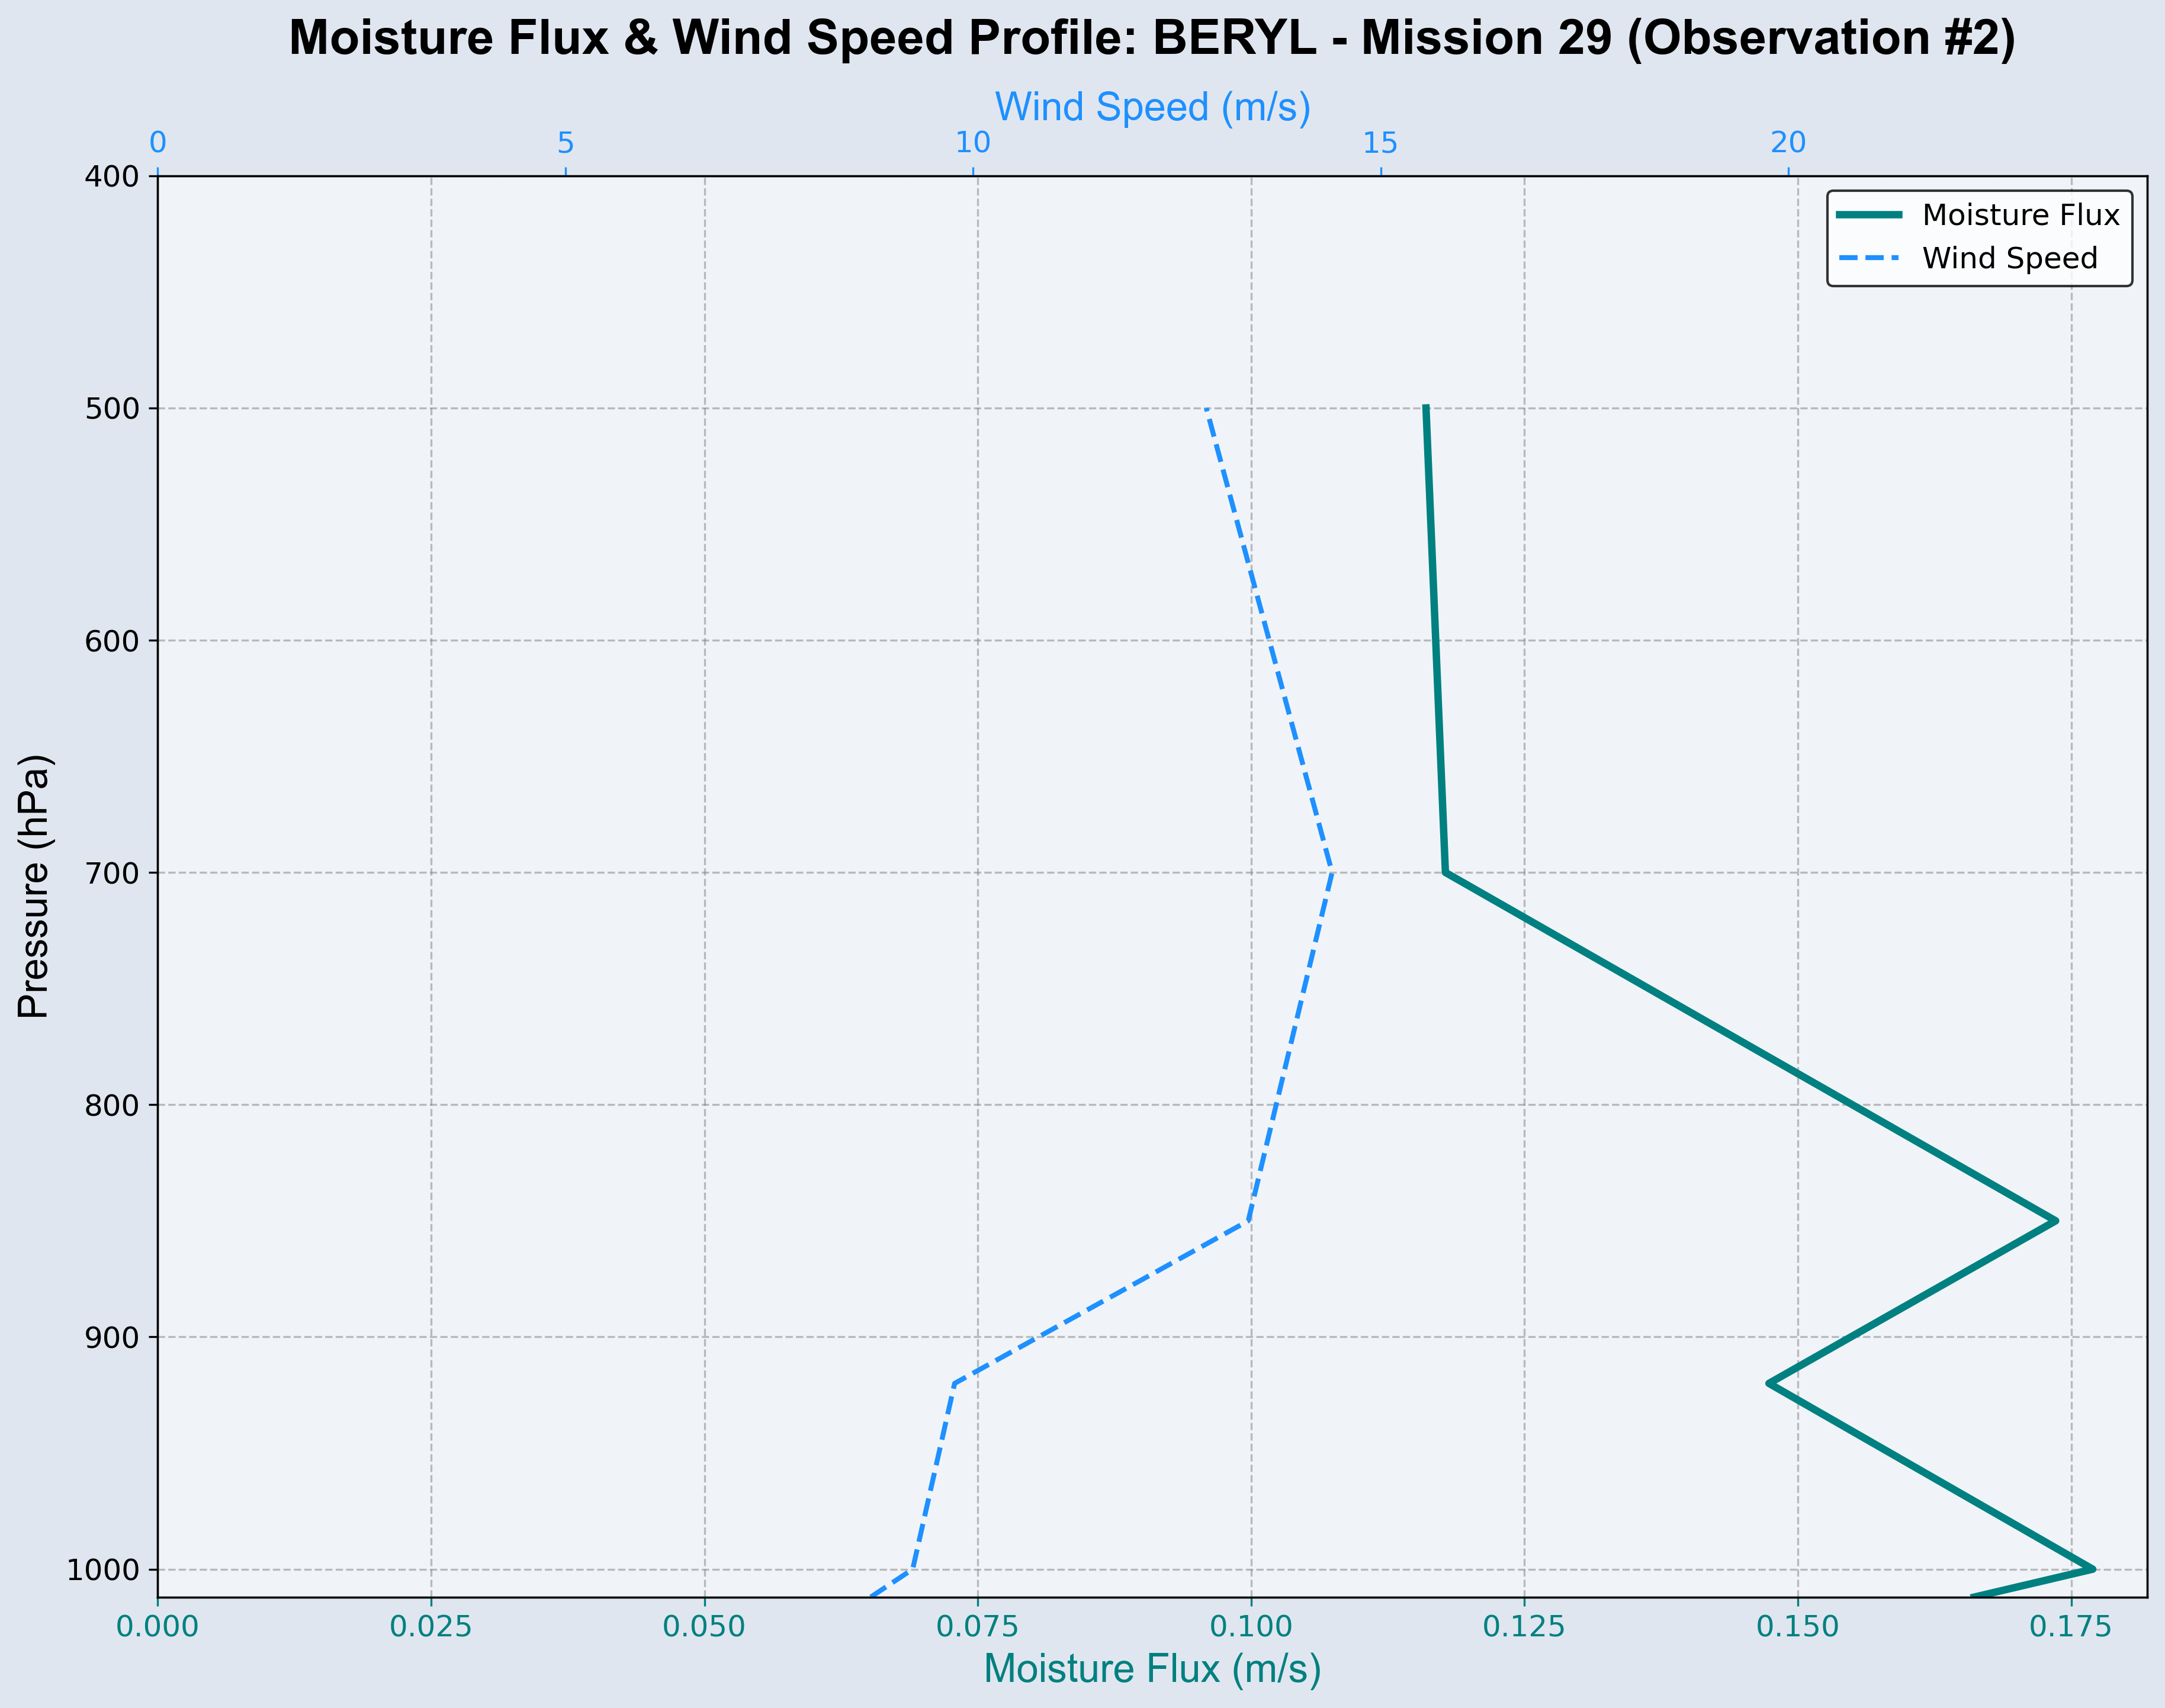 Moisture Flux & Wind Speed Profile: BERYL - Mission 29 (Observation #2)
Wind Speed (m/s)
0 5 10 15 20
Moisture Flux
Wind Speed
Pressure (hPa)
400
500
600
700
800
900
1000
0.000 0.025 0.050 0.075 0.100 0.125 0.150 0.175
Moisture Flux (m/s)